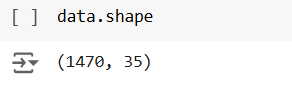 [ ] data.shape
(1470, 35)